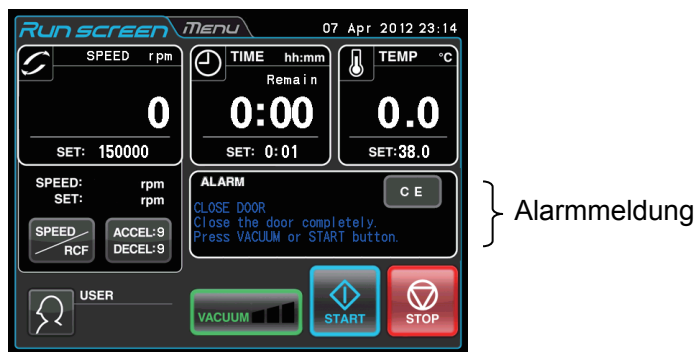 Run screen Menu 07 Apr 2012 23:14
SPEED rpm
0
SET: 150000
TIME hh:mm
Remain
0:00
SET: 0:01
TEMP °C
0.0
SET:38.0
SPEED: rpm
SET: rpm
SPEED
RCF
ACCEL:9
DECEL:9
ALARM
CE
CLOSE DOOR
Close the door completely.
Press VACUUM or START button.
Alarmmeldung
USER
VACUUM
START
STOP